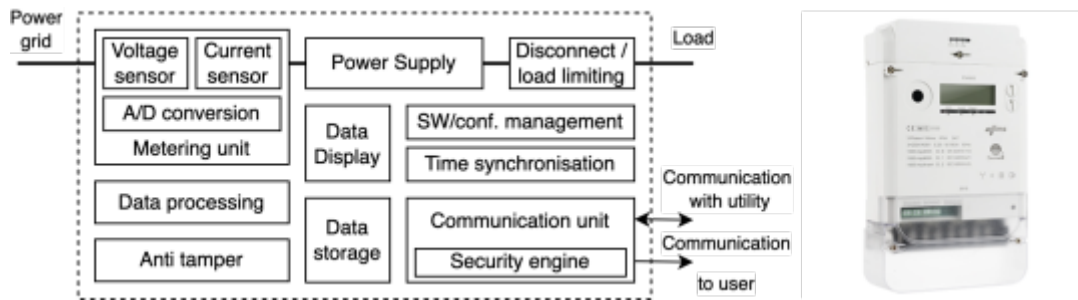 Power
grid
Voltage
sensor
Current
sensor
A/D conversion
Metering unit
Power Supply
Disconnect /
load limiting
Load
Data
Display
SW/conf. management
Time synchronisation
Data processing
Anti tamper
Data
storage
Communication unit
Security engine
Communication
with utility
Communication
to user